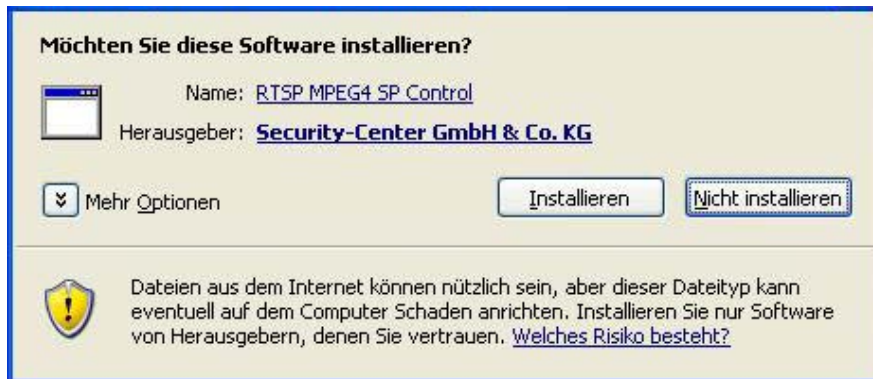 Möchten Sie diese Software installieren?
Name: RTSP MPEG4 SP Control
Herausgeber: Security-Center GmbH & Co. KG
Mehr Optionen
Installieren
Nicht installieren
Dateien aus dem Internet können nützlich sein, aber dieser Dateityp kann
eventuell auf dem Computer Schaden anrichten. Installieren Sie nur Software
von Herausgebern, denen Sie vertrauen. Welches Risiko besteht?